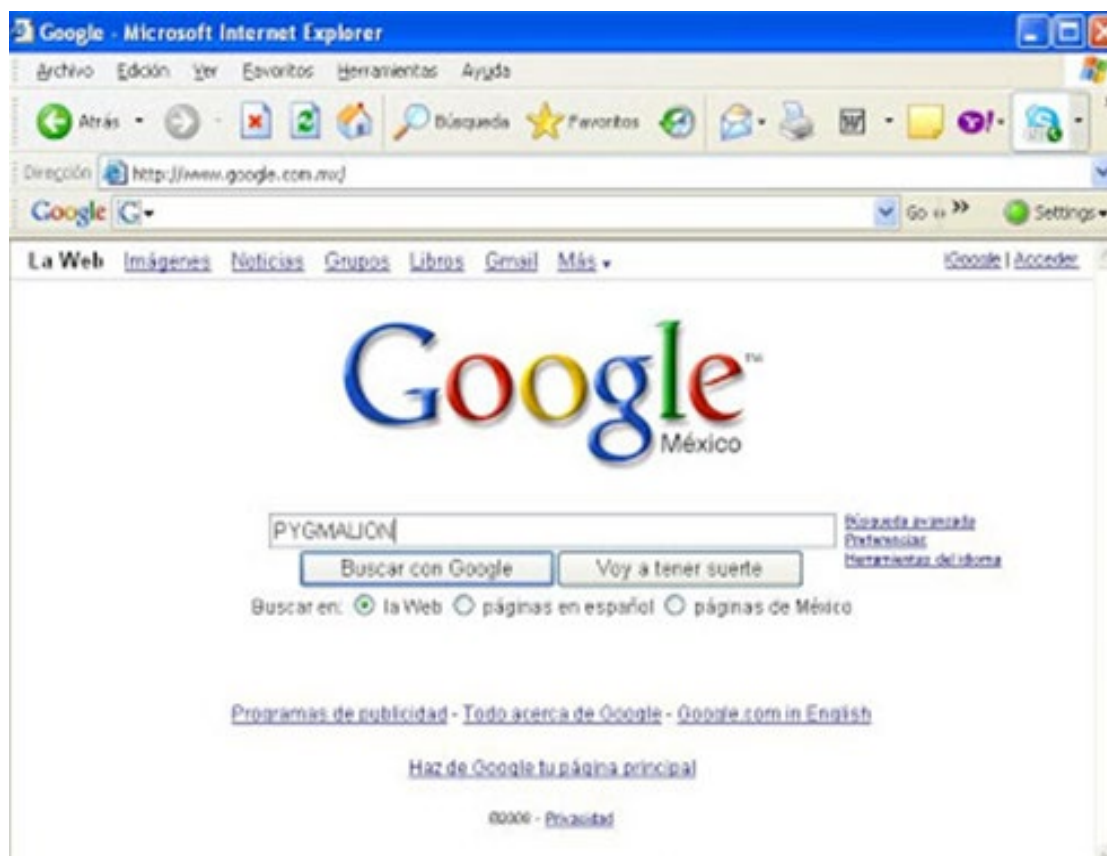 Google - Microsoft Internet Explorer
Archivo Edición Ver Favoritos Herramientas Ayuda
Atrás Búsqueda Favoritos
Dirección http://www.google.com.mx/
Google G Go Settings
La Web Imágenes Noticias Grupos Libros Gmail Más iGoogle | Acceder
Google™
México
PYGMALION
Búsqueda avanzada
Preferencias
Herramientas del idioma
Buscar con Google Voy a tener suerte
Buscar en: la Web páginas en español páginas de México
Programas de publicidad - Todo acerca de Google - Google.com in English
Haz de Google tu página principal
- Privacidad